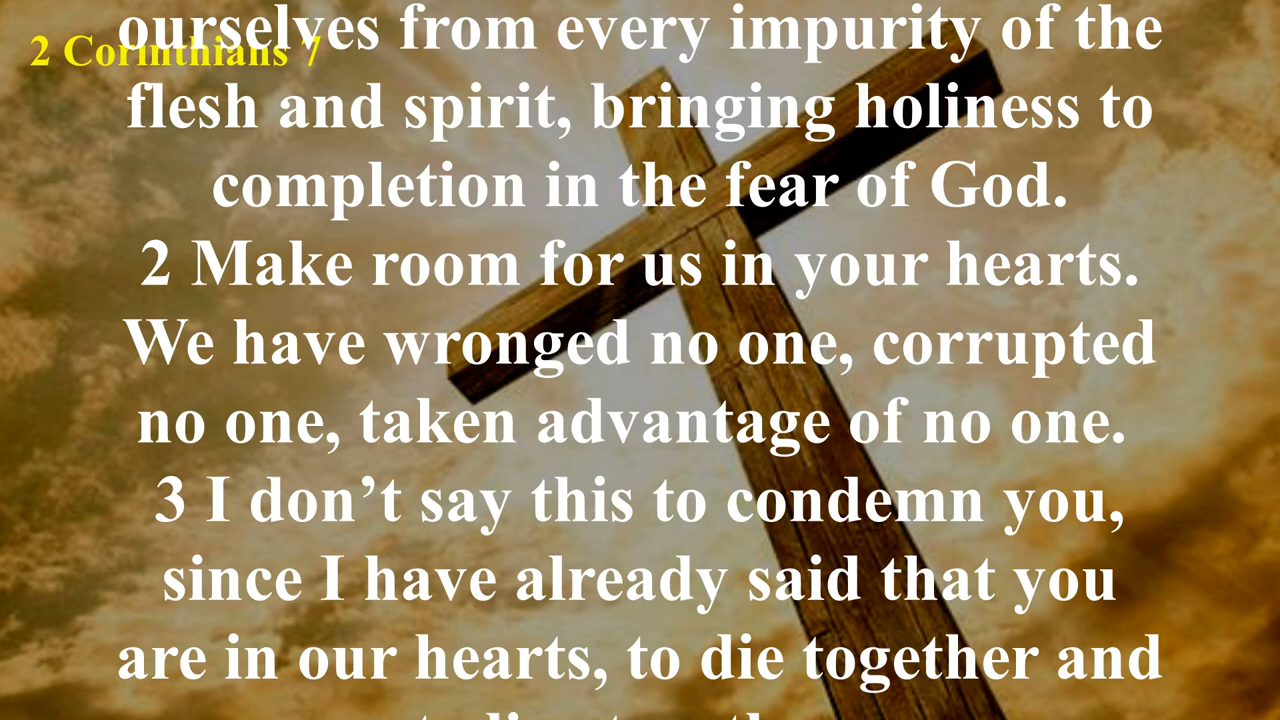 2 Corinthians 7
ourselves from every impurity of the
flesh and spirit, bringing holiness to
completion in the fear of God.
2 Make room for us in your hearts.
We have wronged no one, corrupted
no one, taken advantage of no one.
3 I don’t say this to condemn you,
since I have already said that you
are in our hearts, to die together and